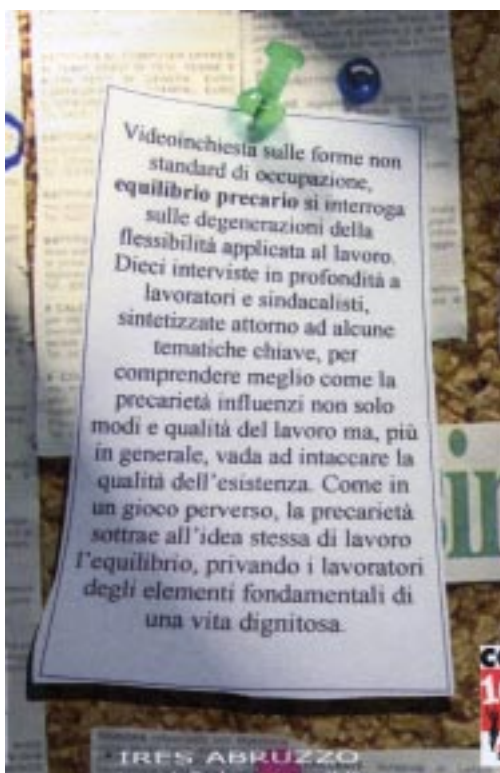 Videoinchiesta sulle forme non
standard di occupazione,
equilibrio precario si interroga
sulle degenerazioni della
flessibilità applicata al lavoro.
Dieci interviste in profondità a
lavoratori e sindacalisti,
sintetizzate attorno ad alcune
tematiche chiave, per
comprendere meglio come la
precarietà influenzi non solo
modi e qualità del lavoro ma, più
in generale, vada ad intaccare la
qualità dell'esistenza. Come in
un gioco perverso, la precarietà
sottrae all'idea stessa di lavoro
l'equilibrio, privando i lavoratori
degli elementi fondamentali di
una vita dignitosa.
IRES ABRUZZO